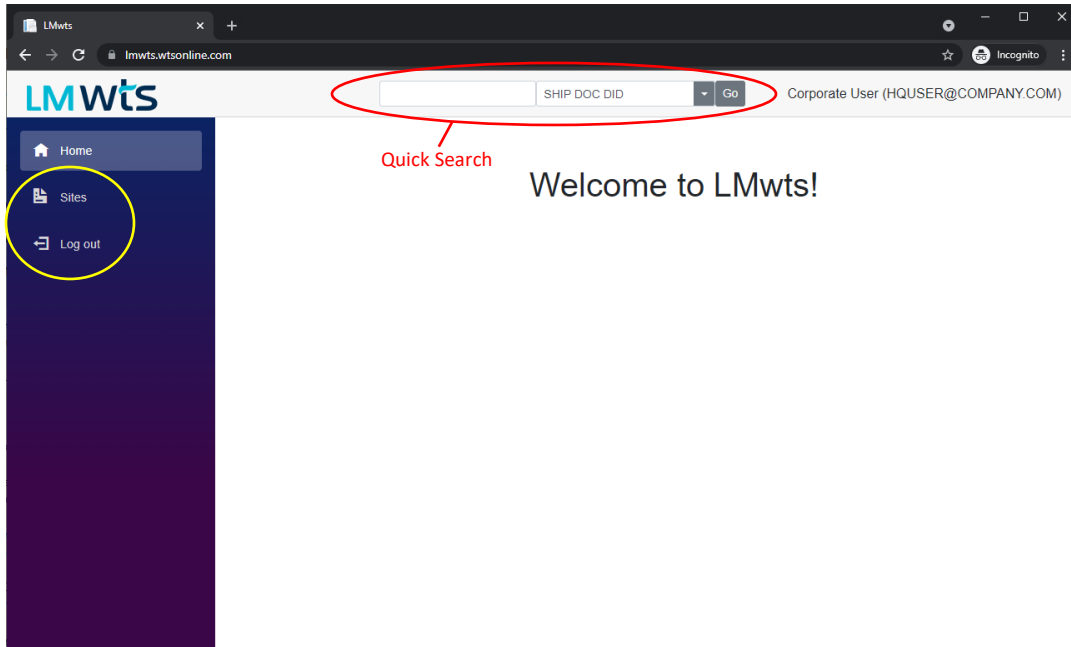 LMwts
lmwts.wtsonline.com
Incognito
LMWtS
SHIP DOC DID
Go
Corporate User (HQUSER@COMPANY.COM)
Home
Quick Search
Welcome to LMwts!
Sites
Log out